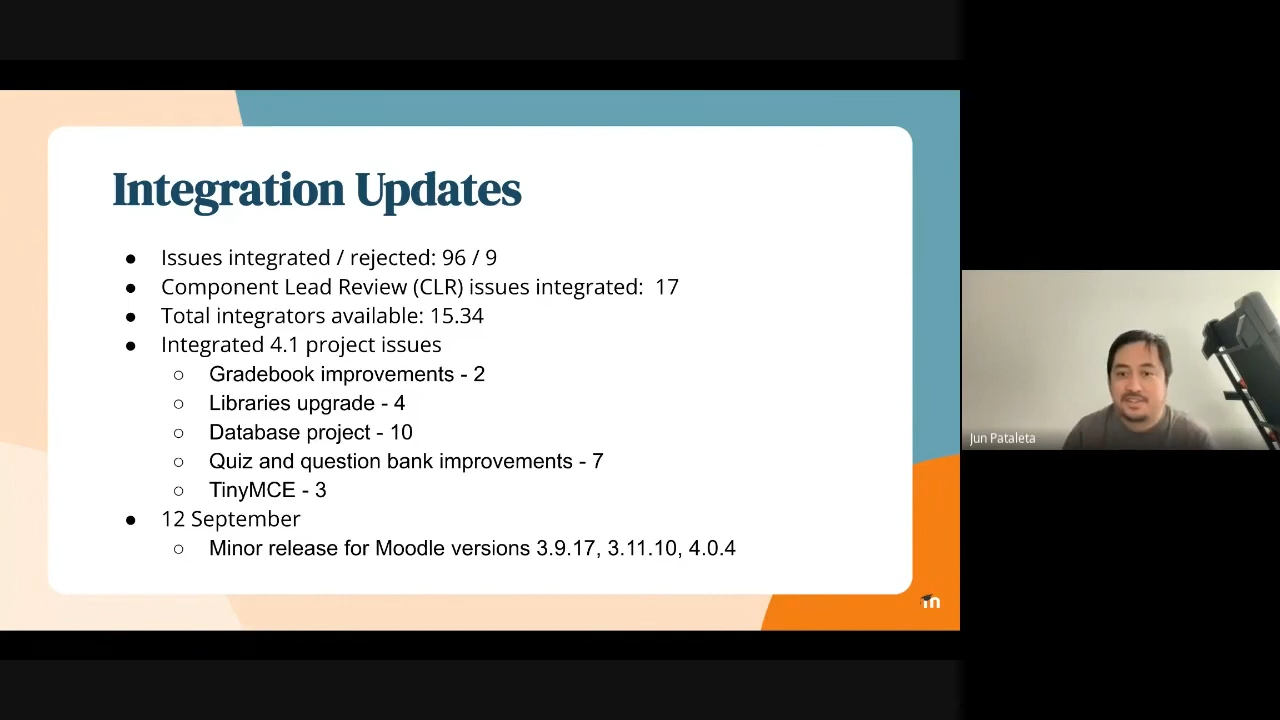 Integration Updates
● Issues integrated / rejected: 96 / 9
● Component Lead Review (CLR) issues integrated:  17
● Total integrators available: 15.34
● Integrated 4.1 project issues
○ Gradebook improvements - 2
○ Libraries upgrade - 4
○ Database project - 10
○ Quiz and question bank improvements - 7
○ TinyMCE - 3
● 12 September
○ Minor release for Moodle versions 3.9.17, 3.11.10, 4.0.4
m
Jun Pataleta